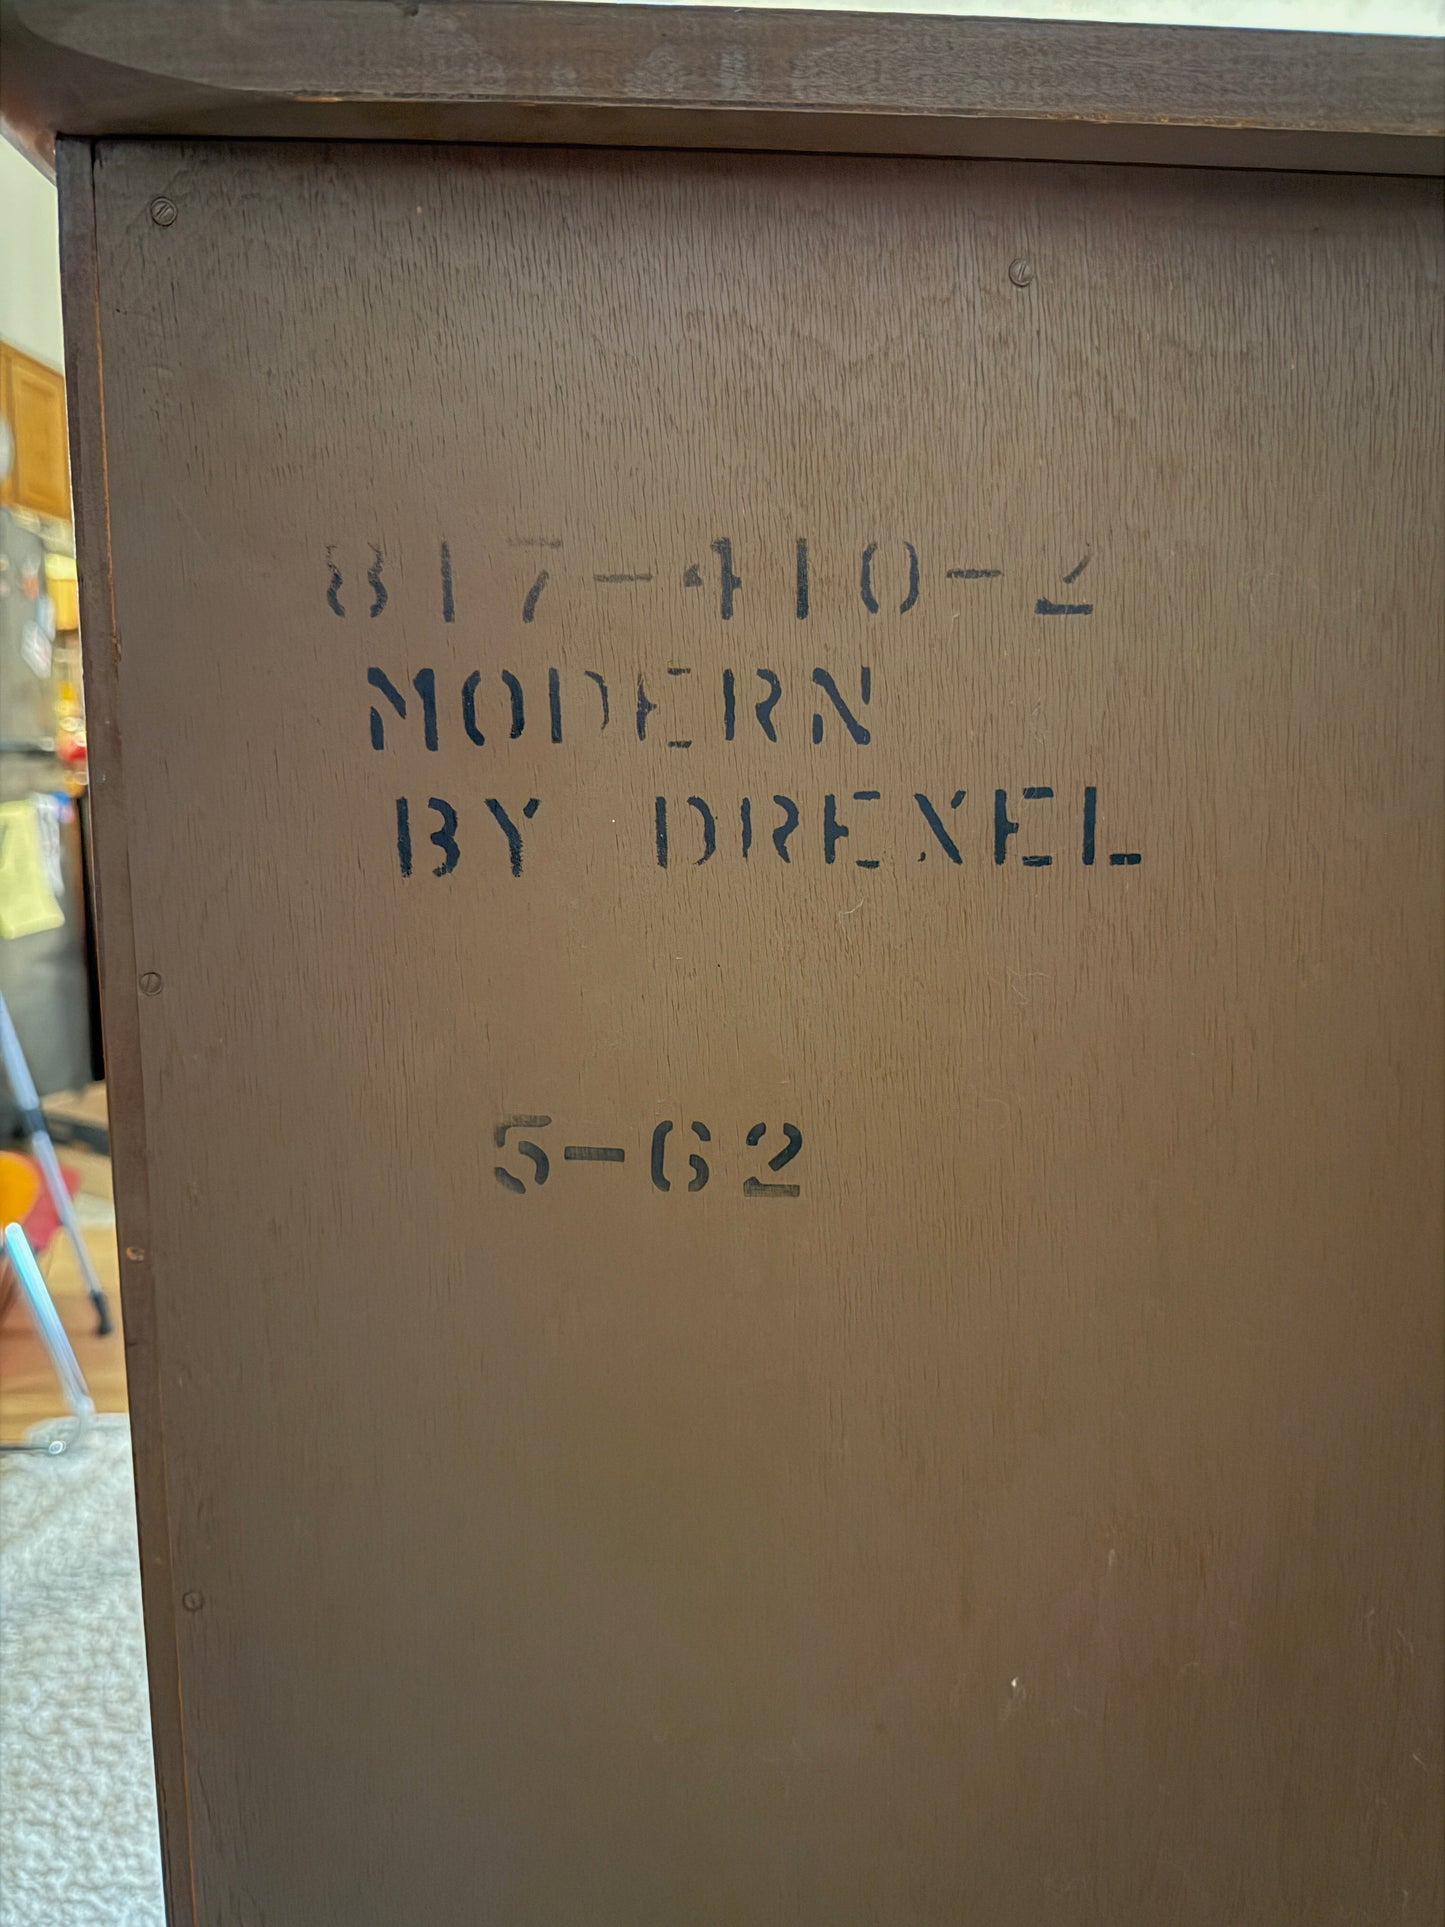 817-410-2
MODERN
BY DREXEL
5-62